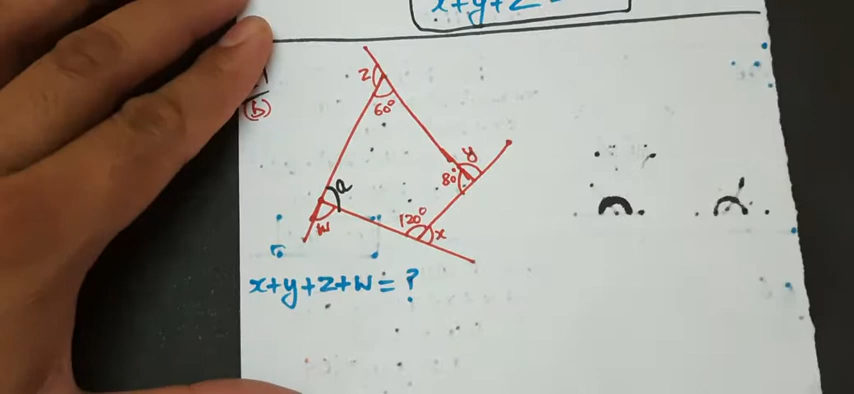 x+y+z =
(b)
z
60°
y
80°
a
120°
x
w
x+y+z+w = ?